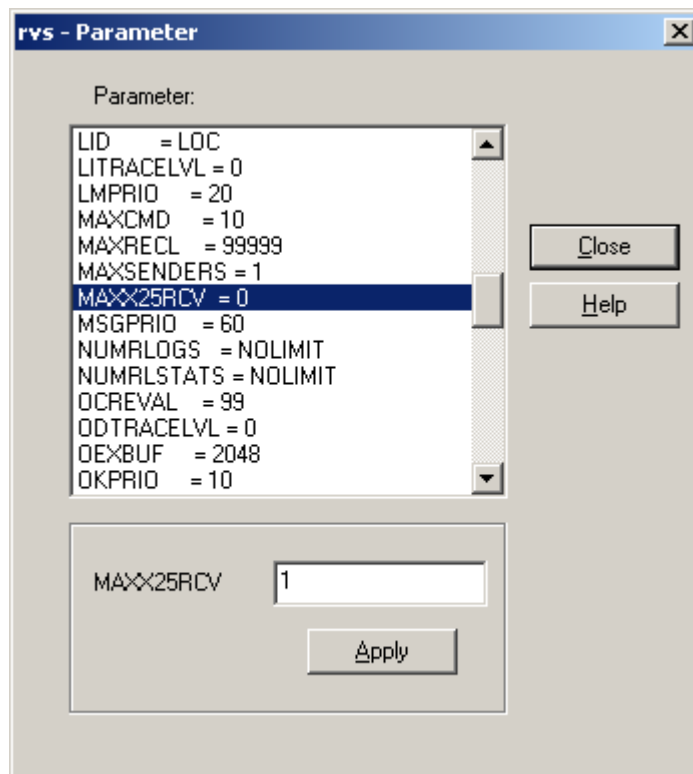 rvs - Parameter
Parameter:
LID = LOC
LITRACELVL = 0
LMPRIO = 20
MAXCMD = 10
MAXRECL = 99999
MAXSENDERS = 1
MAXX25RCV = 0
MSGPRIO = 60
NUMRLOGS = NOLIMIT
NUMRLSTATS = NOLIMIT
OCREVAL = 99
ODTRACELVL = 0
OEXBUF = 2048
OKPRIO = 10
Close
Help
MAXX25RCV 1
Apply